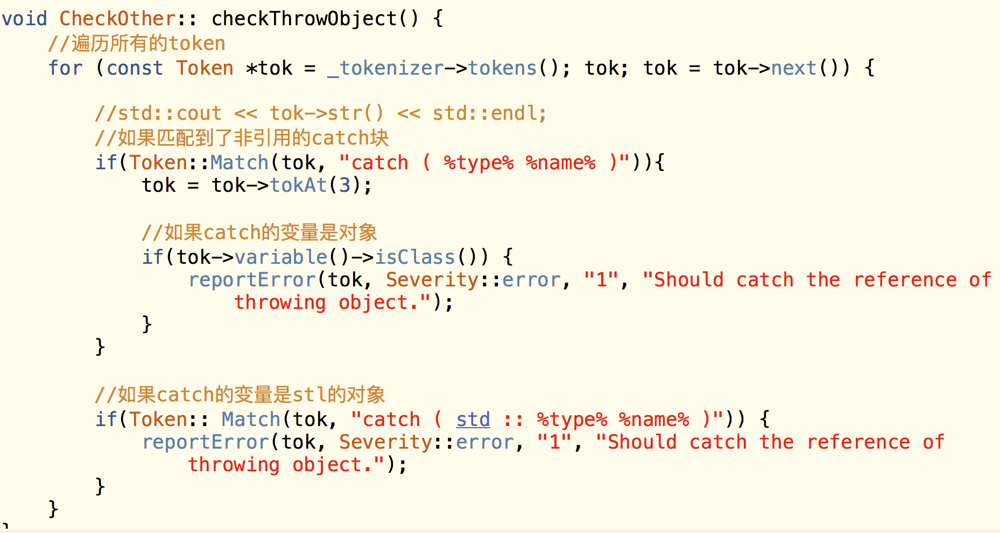 void CheckOther:: checkThrowObject() {
//遍历所有的token
for (const Token *tok = _tokenizer->tokens(); tok; tok = tok->next()) {
//std::cout << tok->str() << std::endl;
//如果匹配到了非引用的catch块
if(Token::Match(tok, "catch ( %type% %name% )")){
tok = tok->tokAt(3);
//如果catch的变量是对象
if(tok->variable()->isClass()) {
reportError(tok, Severity::error, "1", "Should catch the reference of
throwing object.");
}
}
//如果catch的变量是stl的对象
if(Token:: Match(tok, "catch ( std :: %type% %name% )")) {
reportError(tok, Severity::error, "1", "Should catch the reference of
throwing object.");
}
}
}